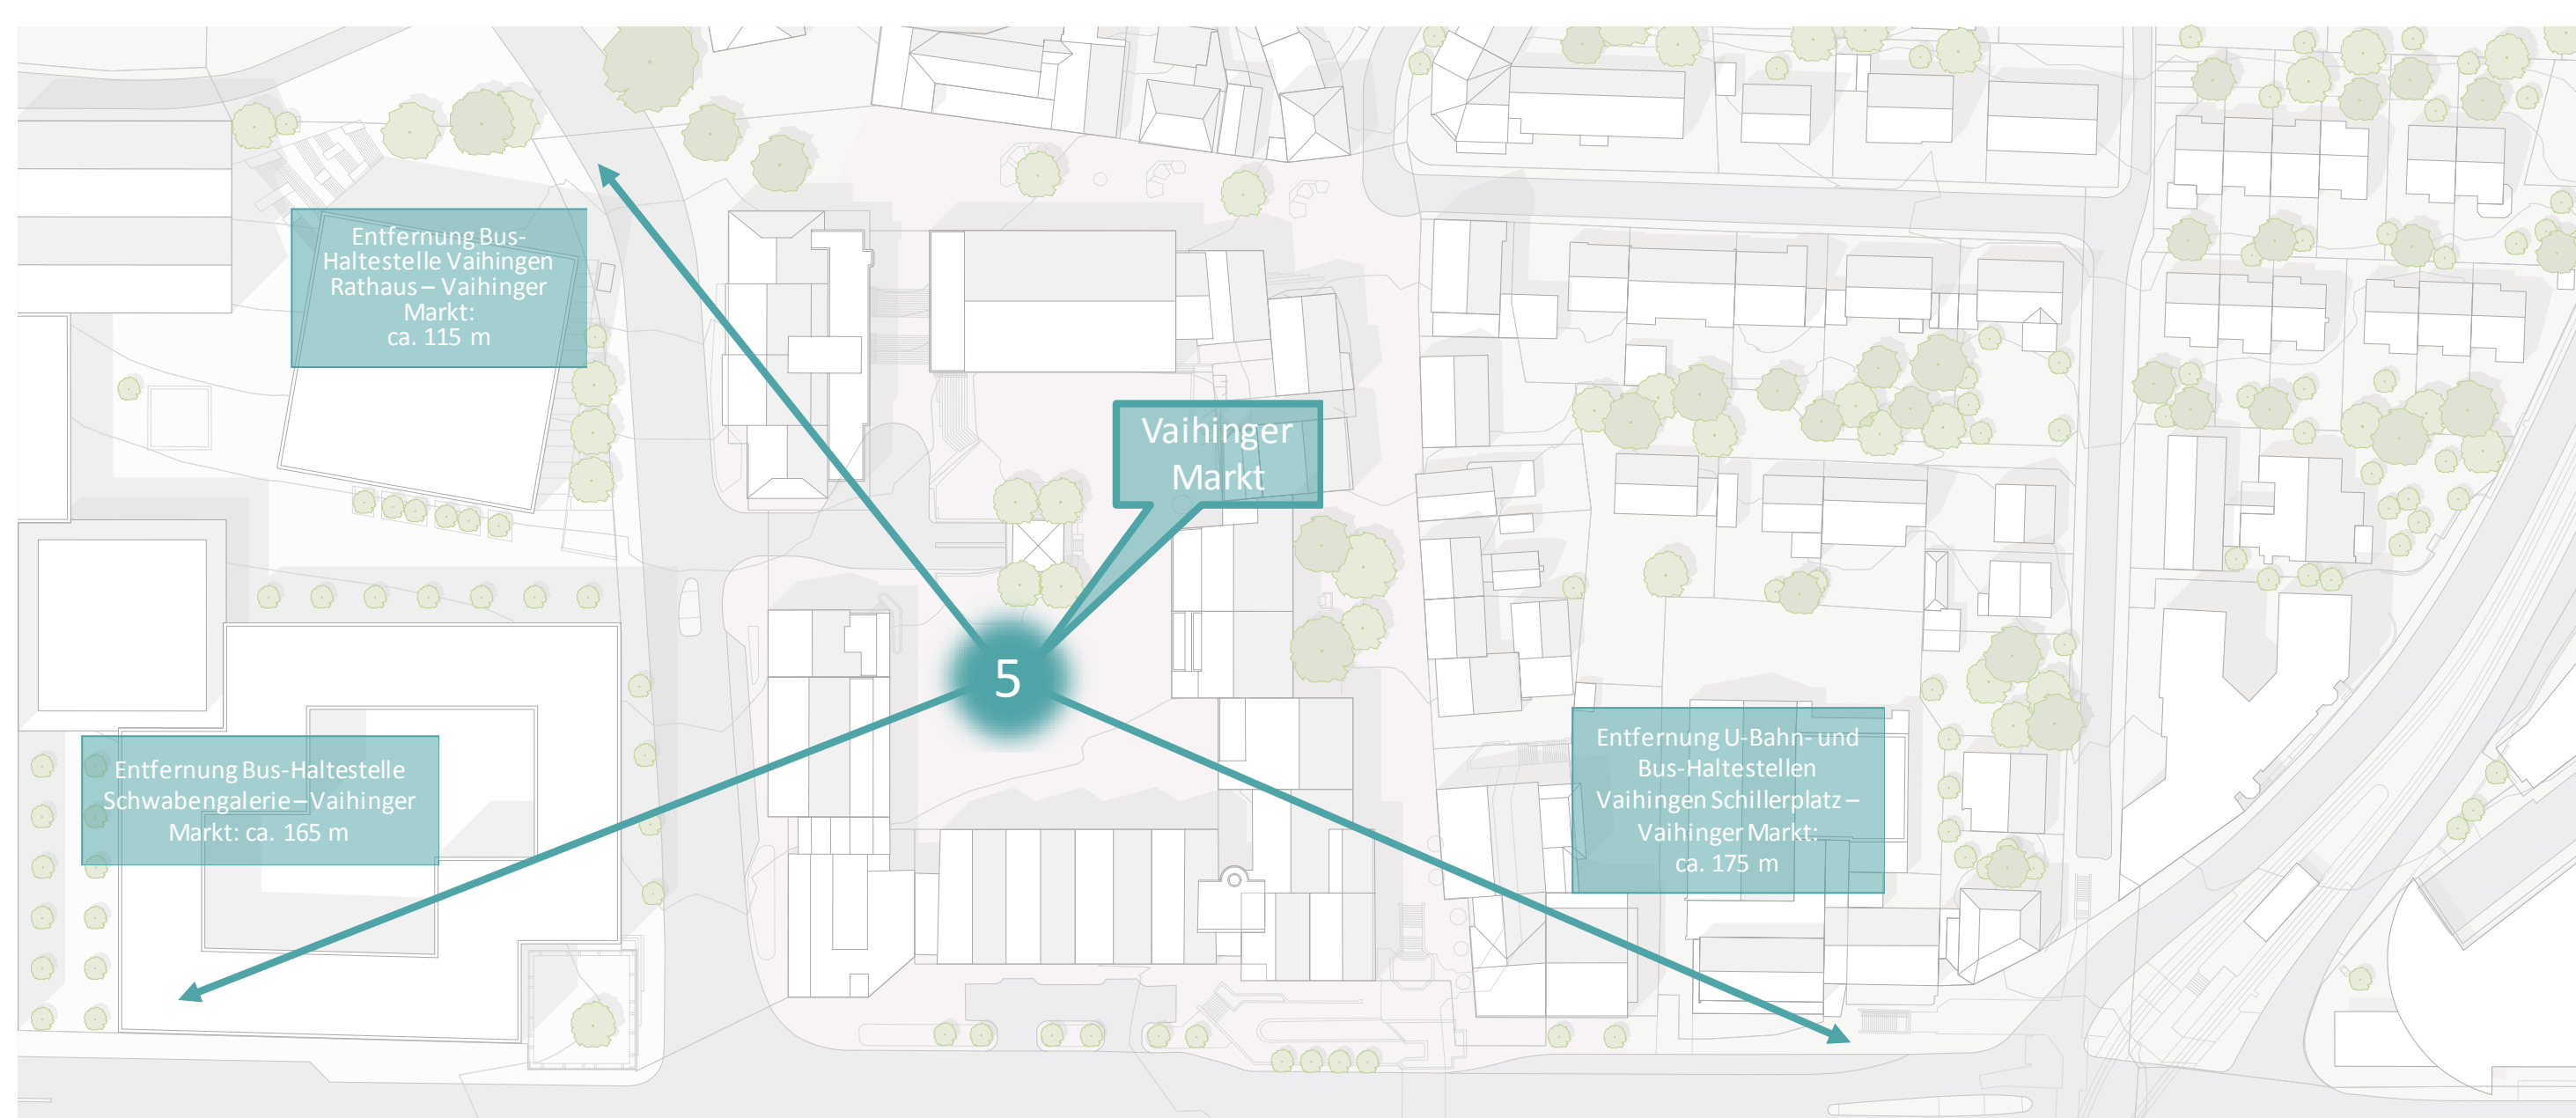 Entfernung Bus-
Haltestelle Vaihingen
Rathaus – Vaihinger
Markt:
ca. 115 m
Vaihinger
Markt
5
Entfernung Bus-Haltestelle
Schwabengalerie – Vaihinger
Markt: ca. 165 m
Entfernung U-Bahn- und
Bus-Haltestellen
Vaihingen Schillerplatz –
Vaihinger Markt:
ca. 175 m